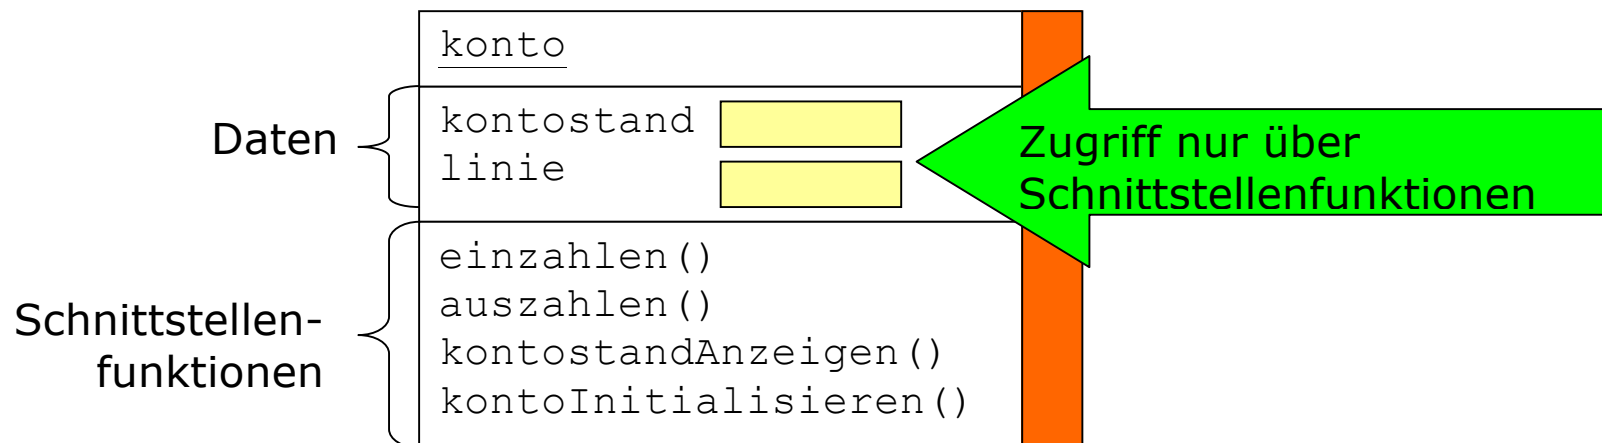 konto
Daten
kontostand
linie
Zugriff nur über
Schnittstellenfunktionen
Schnittstellen-
funktionen
einzahlen()
auszahlen()
kontostandAnzeigen()
kontoInitialisieren()